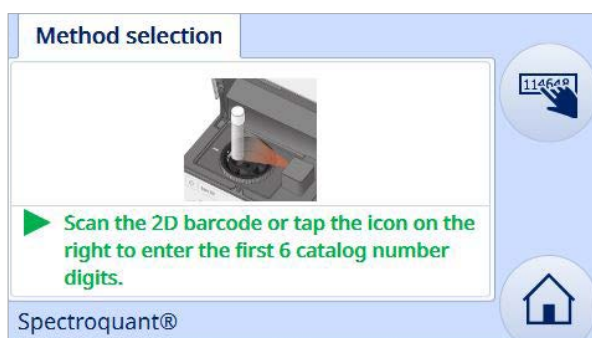 Method selection
114648
Scan the 2D barcode or tap the icon on the
right to enter the first 6 catalog number
digits.
Spectroquant®